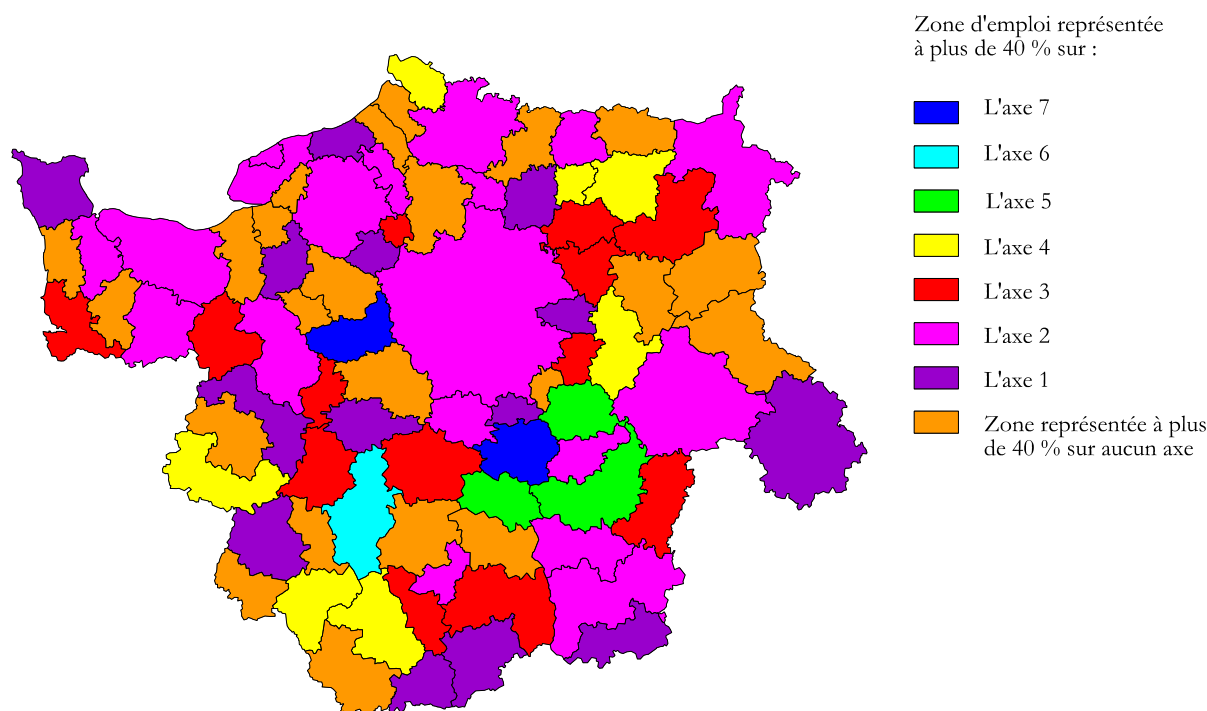 Zone d'emploi représentée
à plus de 40 % sur :
L'axe 7
L'axe 6
L'axe 5
L'axe 4
L'axe 3
L'axe 2
L'axe 1
Zone représentée à plus
de 40 % sur aucun axe